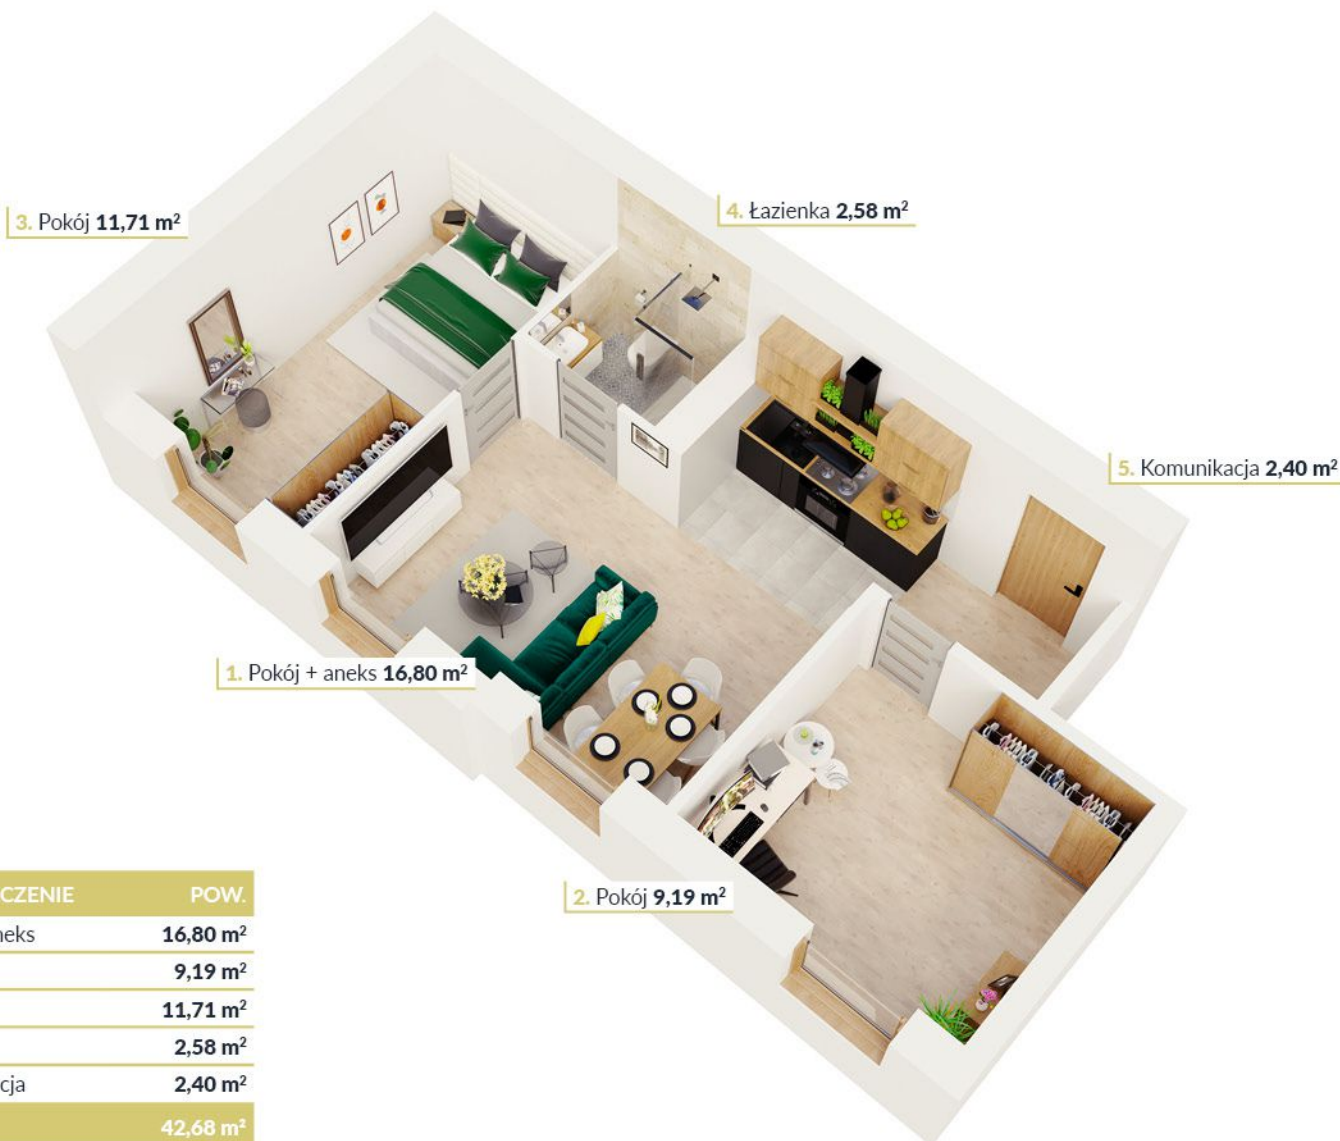 3. Pokój 11,71 m²
4. Łazienka 2,58 m²
5. Komunikacja 2,40 m²
1. Pokój + aneks 16,80 m²
2. Pokój 9,19 m²
CZENIE POW.
neks 16,80 m²
9,19 m²
11,71 m²
2,58 m²
cja 2,40 m²
42,68 m²